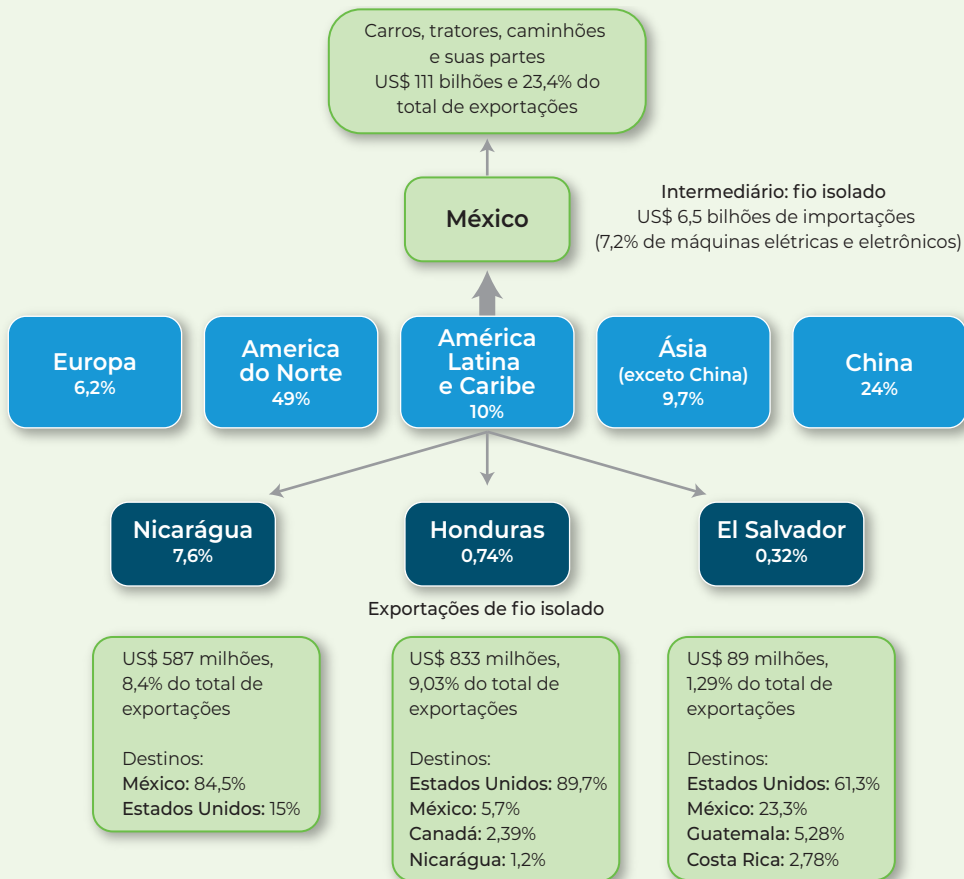 Carros, tratores, caminhões
e suas partes
US$ 111 bilhões e 23,4% do
total de exportações
México
Intermediário: fio isolado
US$ 6,5 bilhões de importações
(7,2% de máquinas elétricas e eletrônicos)
Europa
6,2%
America
do Norte
49%
América
Latina
e Caribe
10%
Ásia
(exceto China)
9,7%
China
24%
Nicarágua
7,6%
Honduras
0,74%
El Salvador
0,32%
Exportações de fio isolado
US$ 587 milhões,
8,4% do total de
exportações
Destinos:
México: 84,5%
Estados Unidos: 15%
US$ 833 milhões,
9,03% do total de
exportações
Destinos:
Estados Unidos: 89,7%
México: 5,7%
Canadá: 2,39%
Nicarágua: 1,2%
US$ 89 milhões,
1,29% do total de
exportações
Destinos:
Estados Unidos: 61,3%
México: 23,3%
Guatemala: 5,28%
Costa Rica: 2,78%